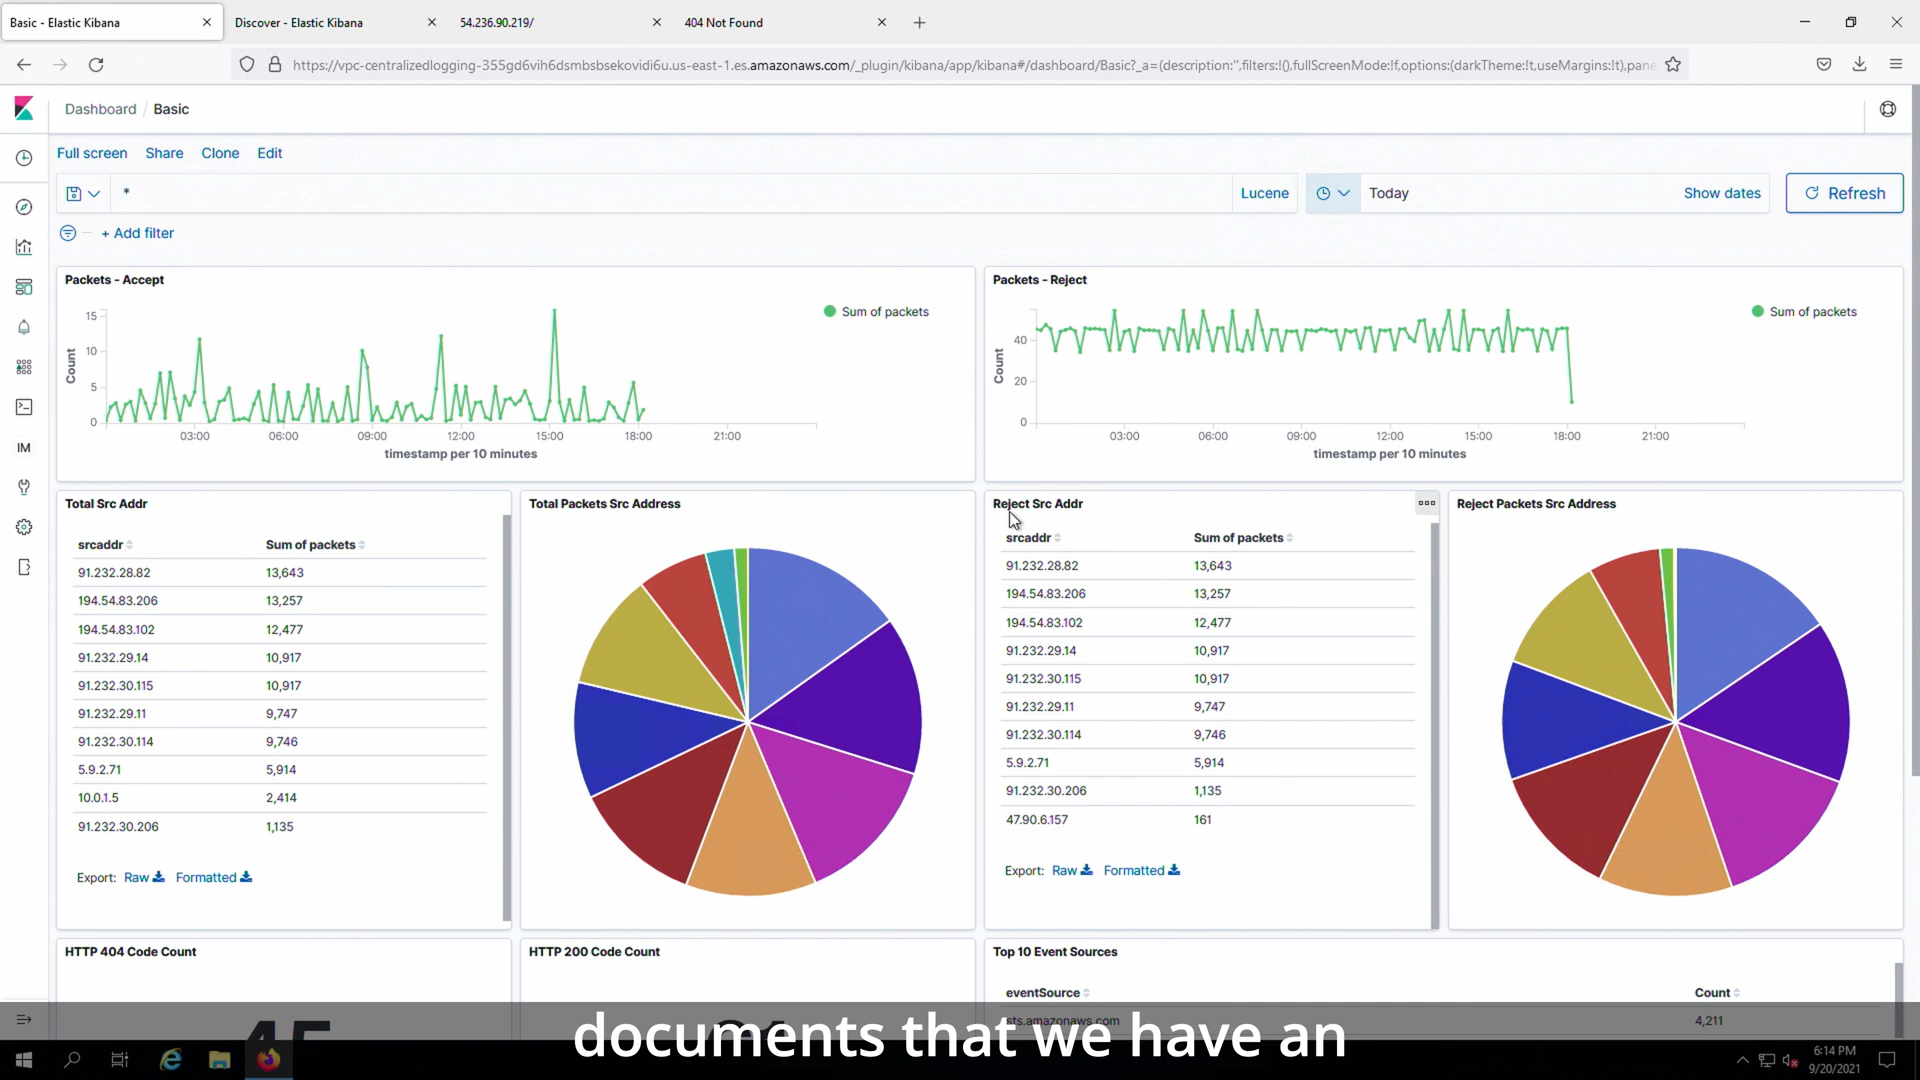 Basic - Elastic Kibana
Discover - Elastic Kibana
54.236.90.219/
404 Not Found
https://vpc-centralizedlogging-355gd6vih6dsmbsbsekovidi6u.us-east-1.es.amazonaws.com/_plugin/kibana/app/kibana#/dashboard/Basic?_a=(description:'',filters:!(),fullScreenMode:!f,options:(darkTheme:!t,useMargins:!t),pane
Dashboard / Basic
Full screen Share Clone Edit
* Lucene Today Show dates Refresh
+ Add filter
Packets - Accept
Sum of packets
Count
15
10
5
0
03:00 06:00 09:00 12:00 15:00 18:00 21:00
timestamp per 10 minutes
Packets - Reject
Sum of packets
Count
40
20
0
03:00 06:00 09:00 12:00 15:00 18:00 21:00
timestamp per 10 minutes
IM
Total Src Addr
srcaddr Sum of packets
91.232.28.82 13,643
194.54.83.206 13,257
194.54.83.102 12,477
91.232.29.14 10,917
91.232.30.115 10,917
91.232.29.11 9,747
91.232.30.114 9,746
5.9.2.71 5,914
10.0.1.5 2,414
91.232.30.206 1,135
Export: Raw Formatted
Total Packets Src Address
Reject Src Addr
srcaddr Sum of packets
91.232.28.82 13,643
194.54.83.206 13,257
194.54.83.102 12,477
91.232.29.14 10,917
91.232.30.115 10,917
91.232.29.11 9,747
91.232.30.114 9,746
5.9.2.71 5,914
91.232.30.206 1,135
47.90.6.157 161
Export: Raw Formatted
Reject Packets Src Address
HTTP 404 Code Count
HTTP 200 Code Count
Top 10 Event Sources
eventSource Count
sts.amazonaws.com 4,211
documents that we have an
6:14 PM
9/20/2021